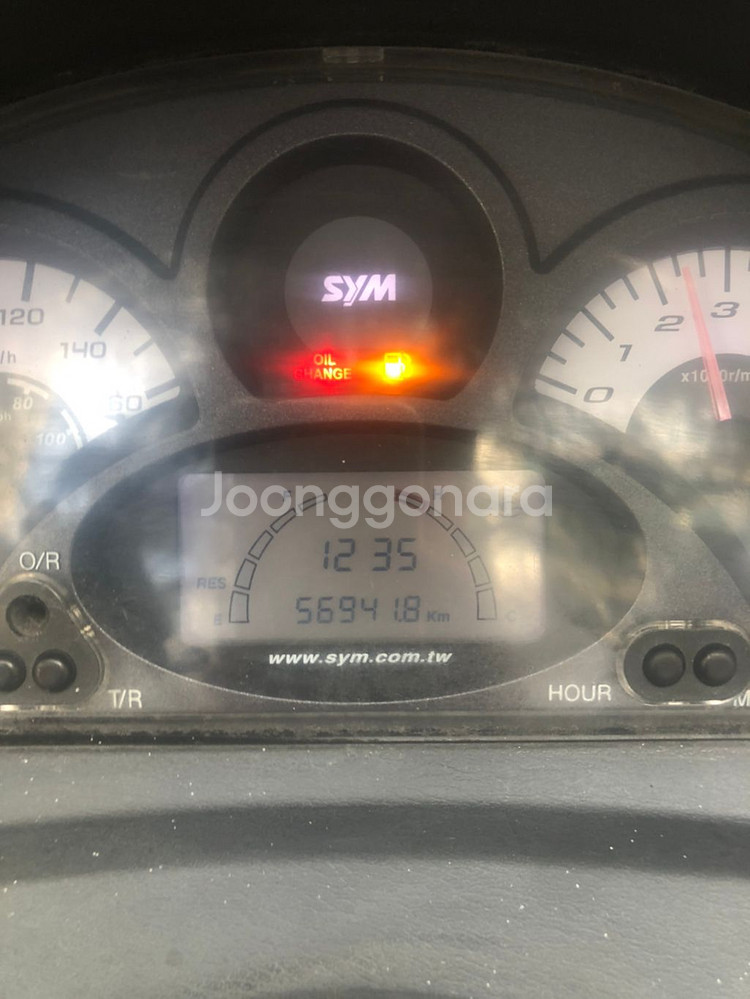 SYM
OIL
CHANGE
120
140
160
/h
80
100
0
1
2
3
x1000r/m
Joonggonara
12 35
RES
E
56941.8 Km
C
www.sym.com.tw
O/R
T/R
HOUR
M